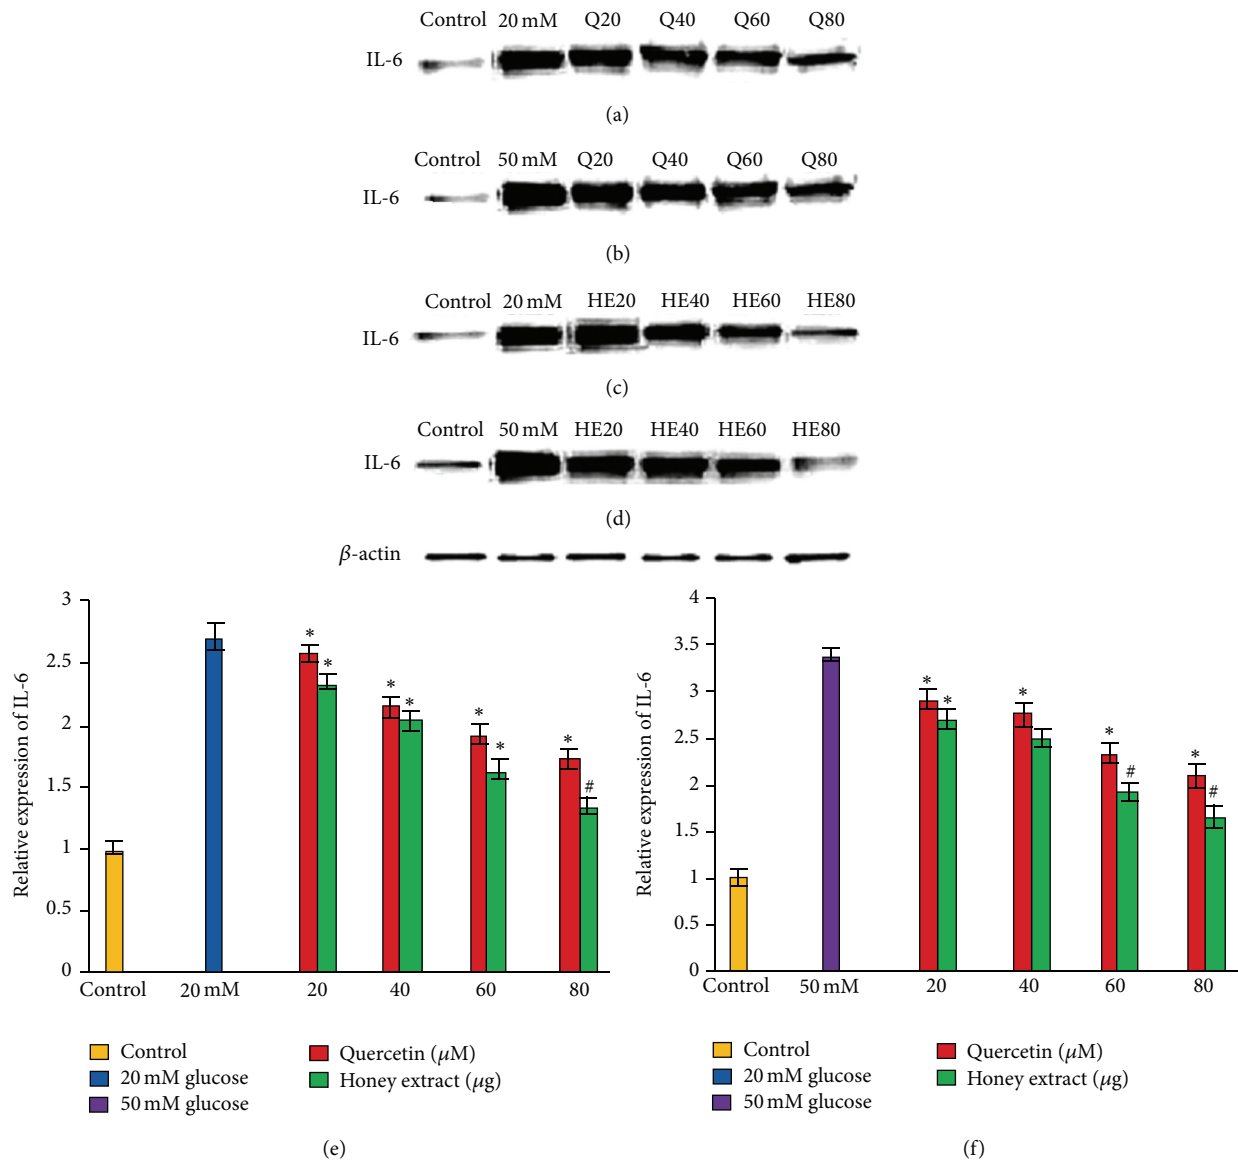 Control 20 mM Q20 Q40 Q60 Q80
IL-6
(a)
Control 50 mM Q20 Q40 Q60 Q80
IL-6
(b)
Control 20 mM HE20 HE40 HE60 HE80
IL-6
(c)
Control 50 mM HE20 HE40 HE60 HE80
IL-6
(d)
β-actin
Relative expression of IL-6
3
2.5
2
1.5
1
0.5
0
* * * * * * * #
Control 20 mM 20 40 60 80
Control
20 mM glucose
50 mM glucose
Quercetin (μM)
Honey extract (μg)
(e)
Relative expression of IL-6
4
3.5
3
2.5
2
1.5
1
0.5
0
* * * * # * #
Control 50 mM 20 40 60 80
Control
20 mM glucose
50 mM glucose
Quercetin (μM)
Honey extract (μg)
(f)